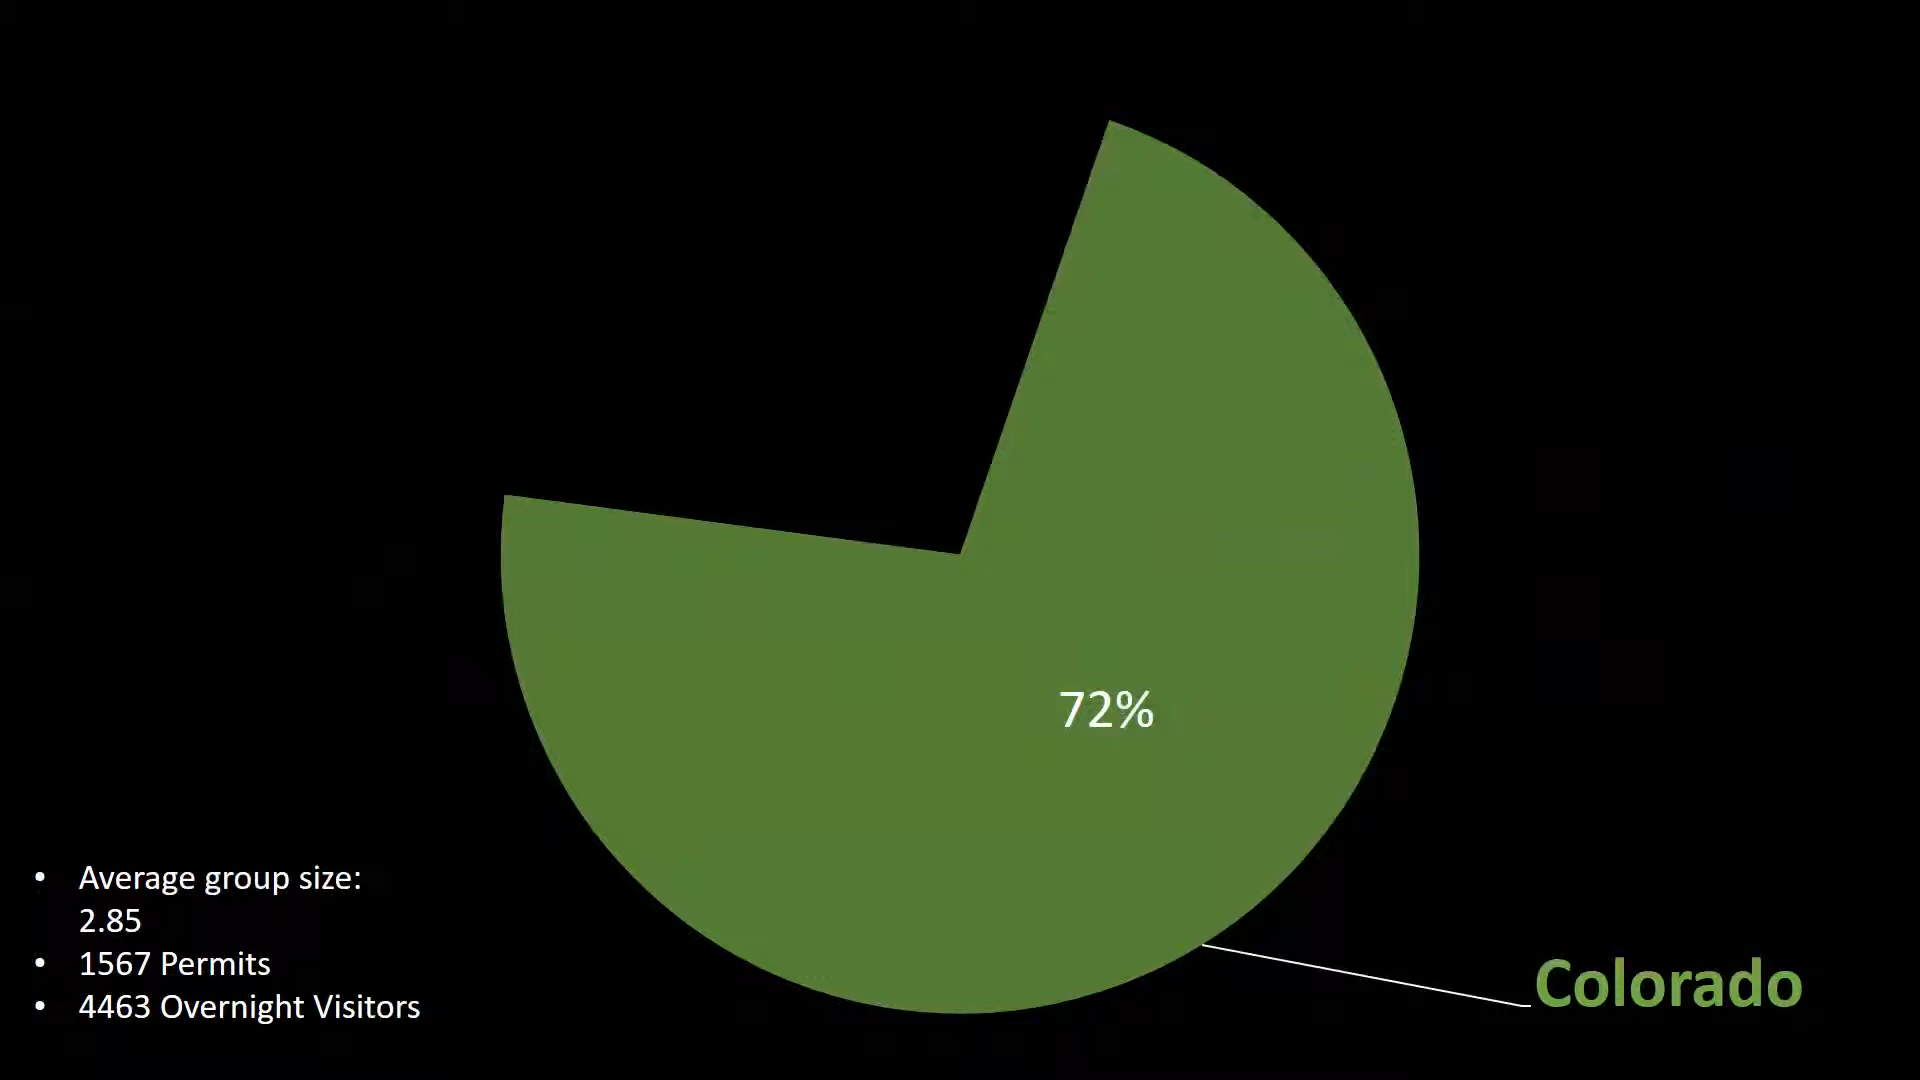 72%
• Average group size:
2.85
• 1567 Permits
• 4463 Overnight Visitors
Colorado